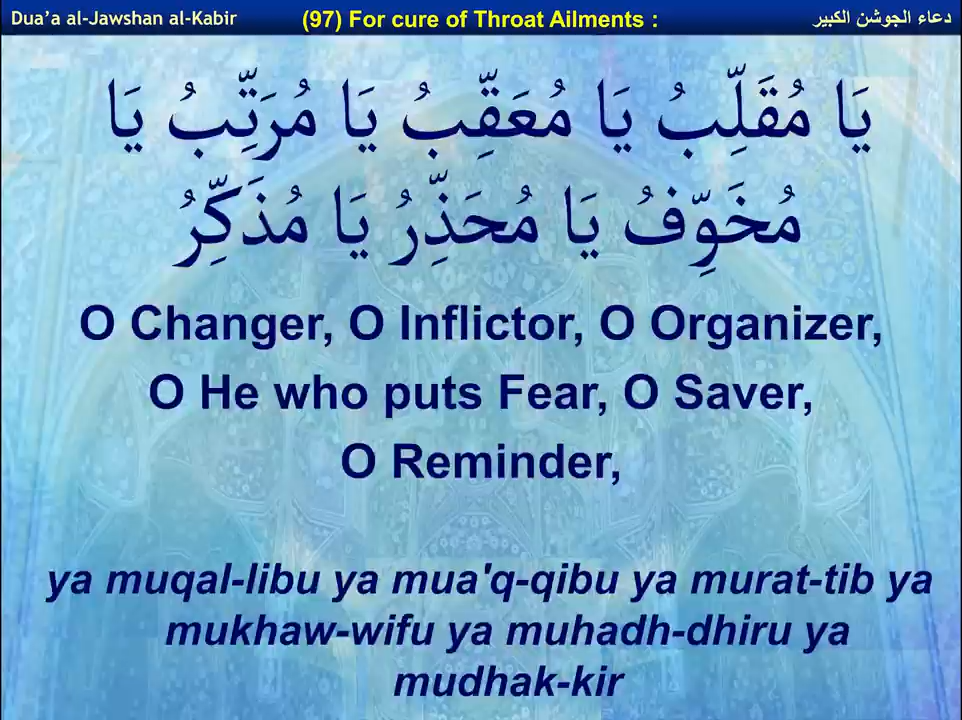 Dua’a al-Jawshan al-Kabir (97) For cure of Throat Ailments : دعاء الجوشن الكبير
يَا مُقَلِّبُ يَا مُعَقِّبُ يَا مُرَتِّبُ يَا
مُخَوِّفُ يَا مُحَذِّرُ يَا مُذَكِّرُ
O Changer, O Inflictor, O Organizer,
O He who puts Fear, O Saver,
O Reminder,
ya muqal-libu ya mua'q-qibu ya murat-tib ya
mukhaw-wifu ya muhadh-dhiru ya
mudhak-kir